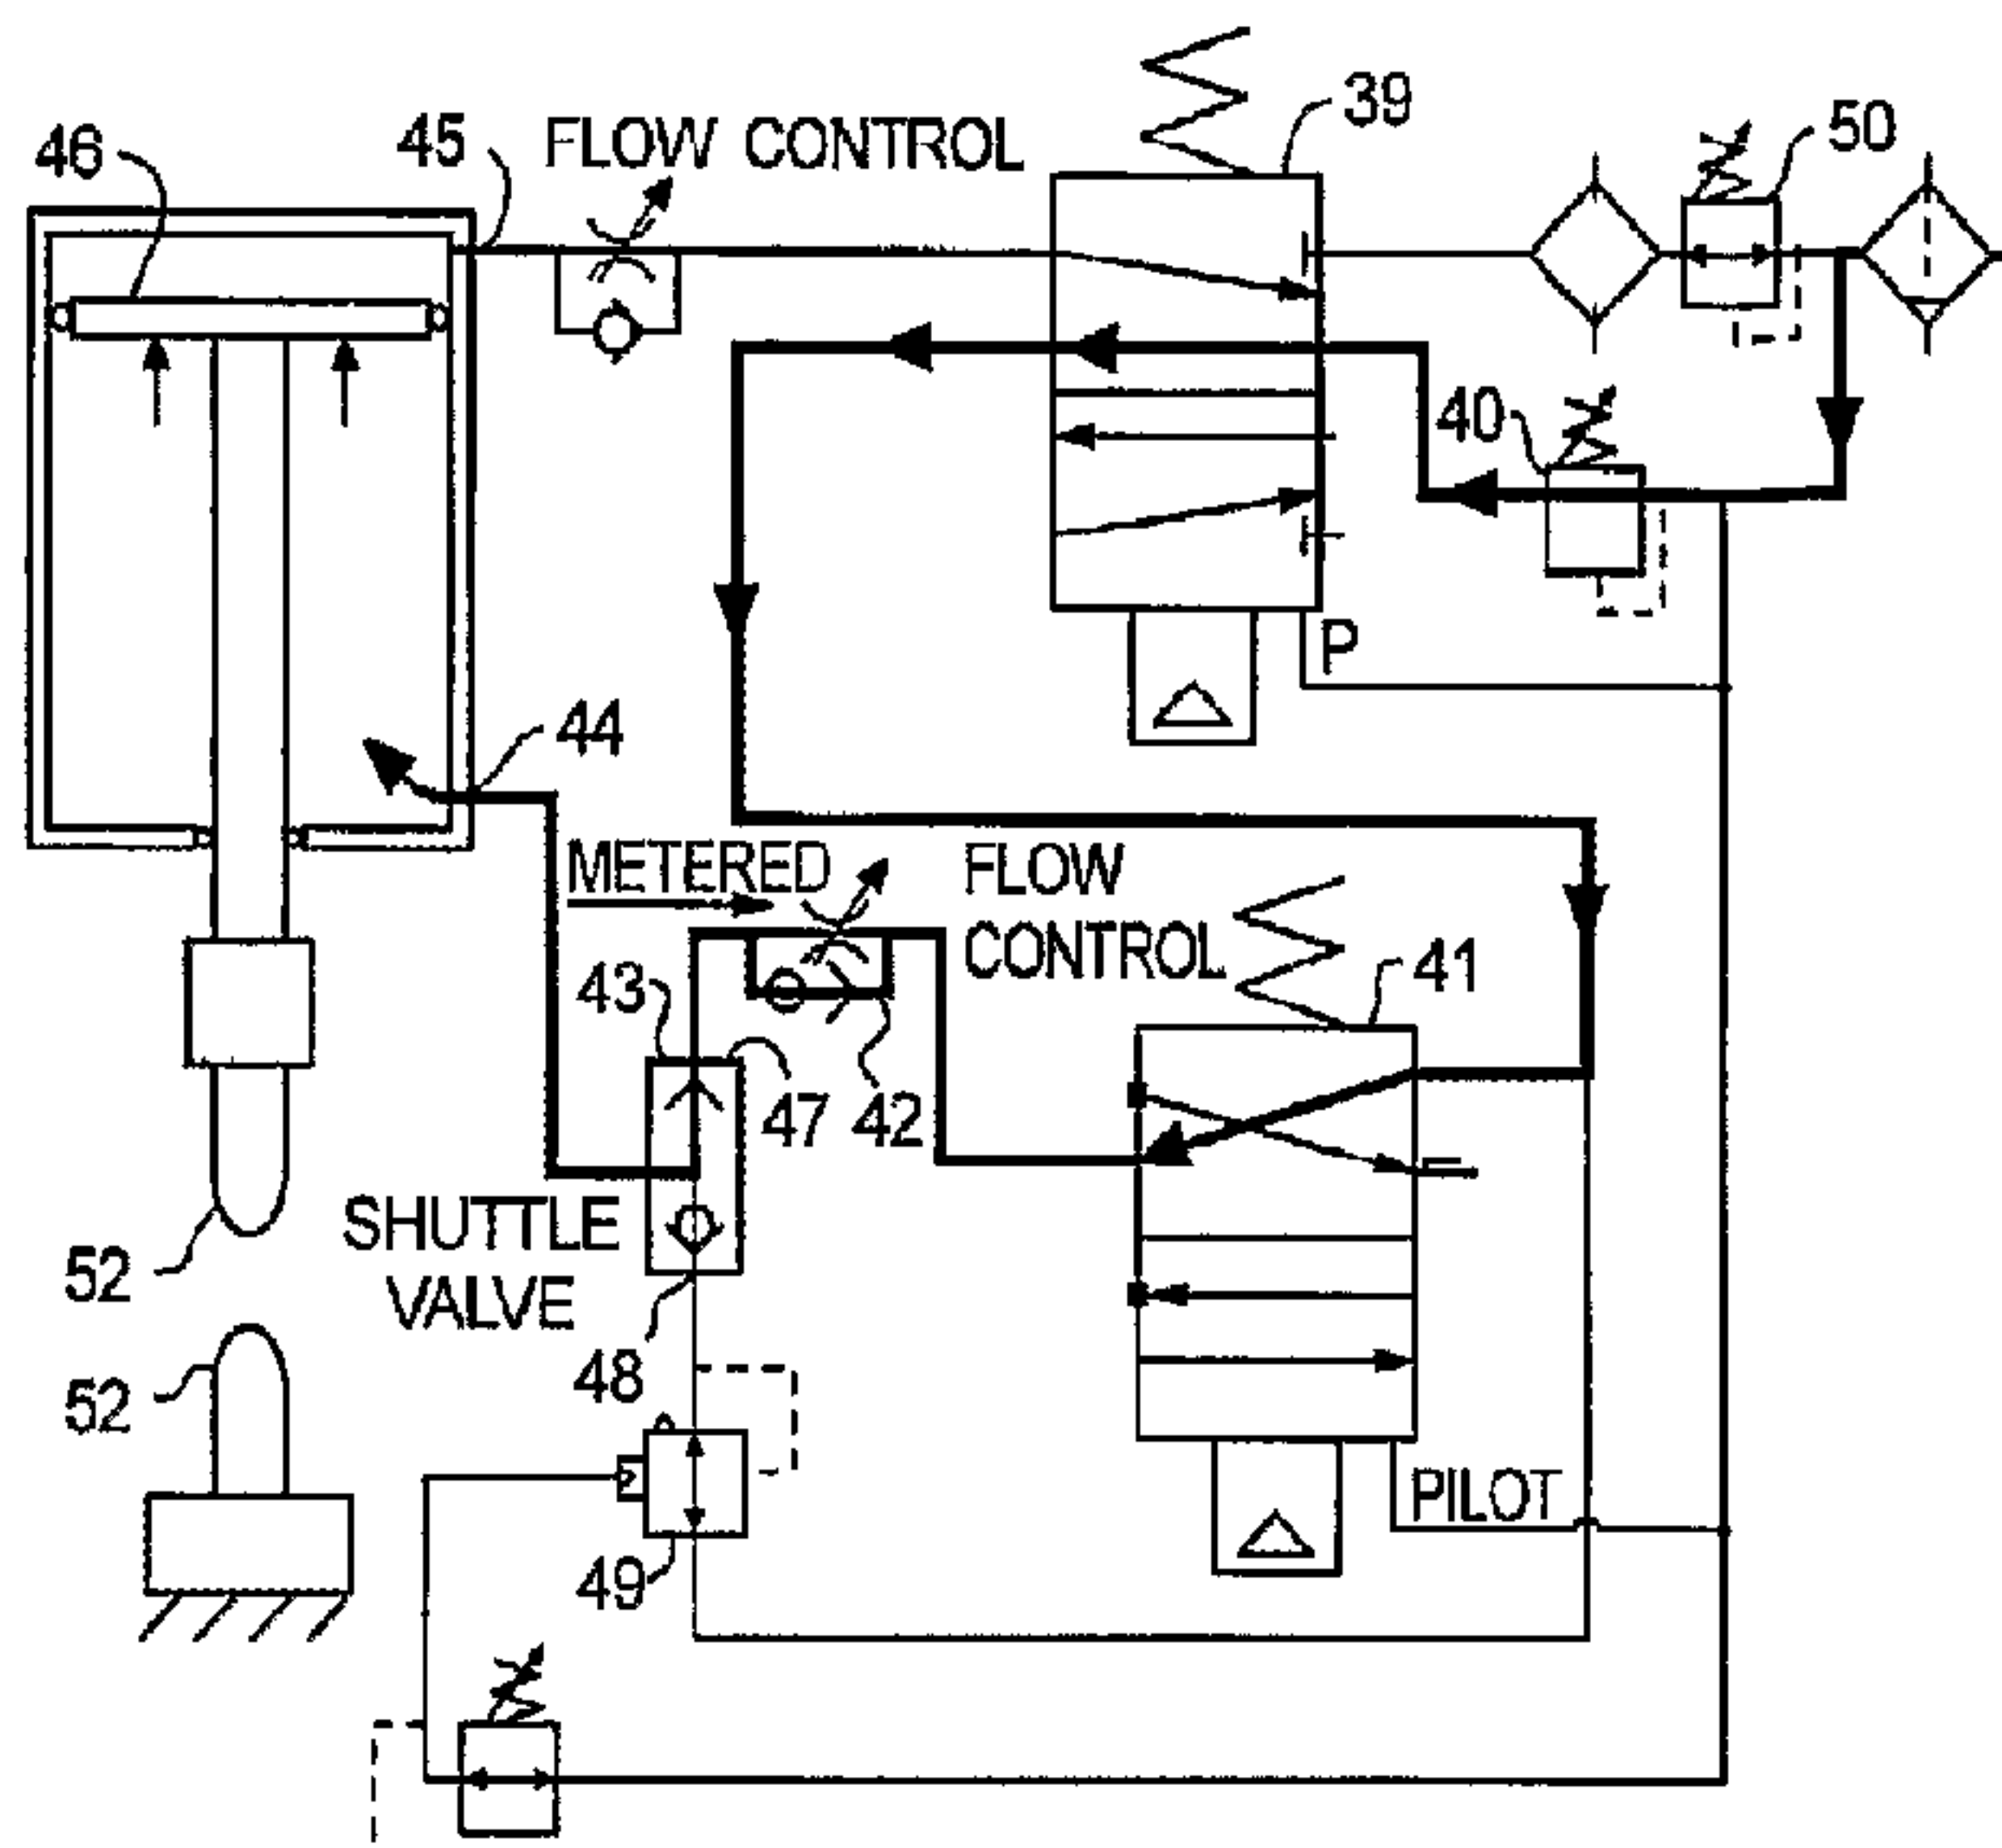 46
45
FLOW CONTROL
39
50
40
P
44
METERED
FLOW
CONTROL
43
41
47
42
SHUTTLE
VALVE
52
48
52
PILOT
49